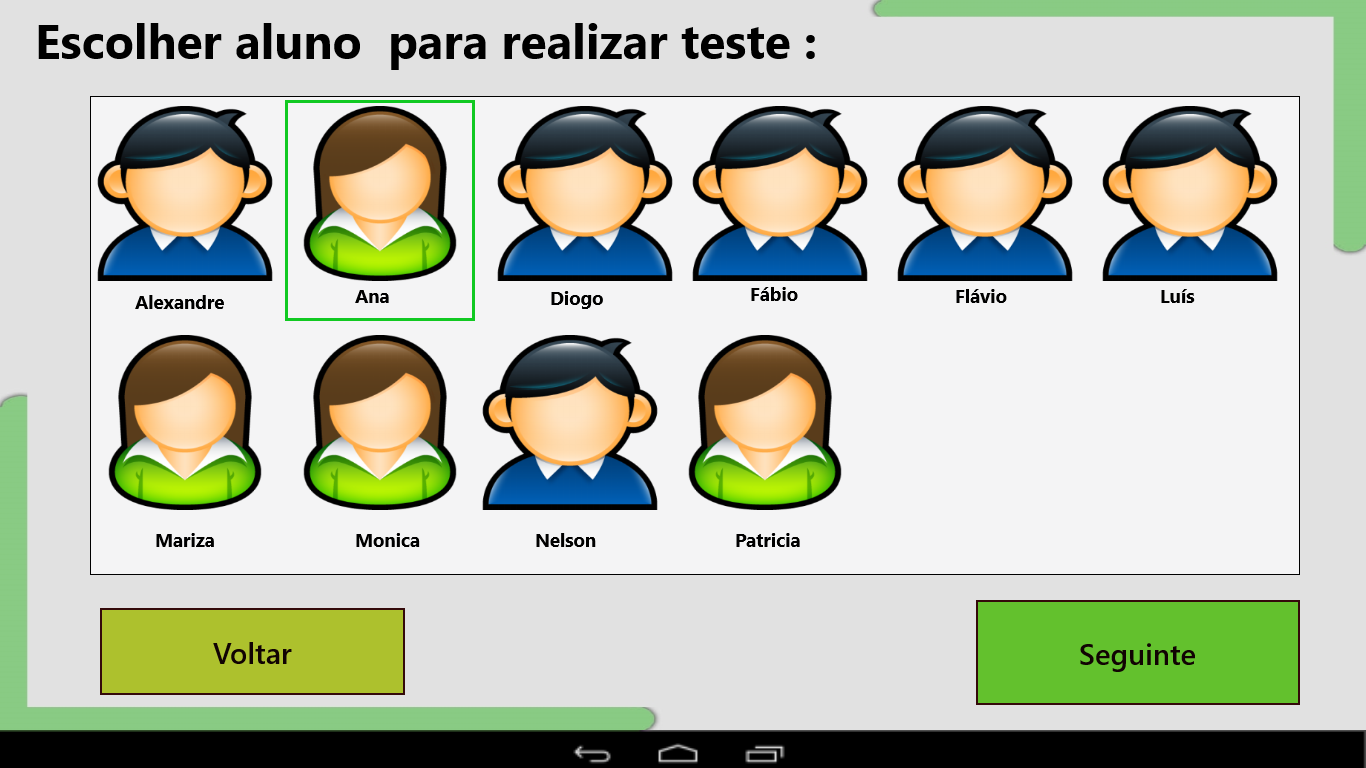 Escolher aluno  para realizar teste :
Alexandre
Ana
Diogo
Fábio
Flávio
Luís
Mariza
Monica
Nelson
Patricia
Voltar
Seguinte